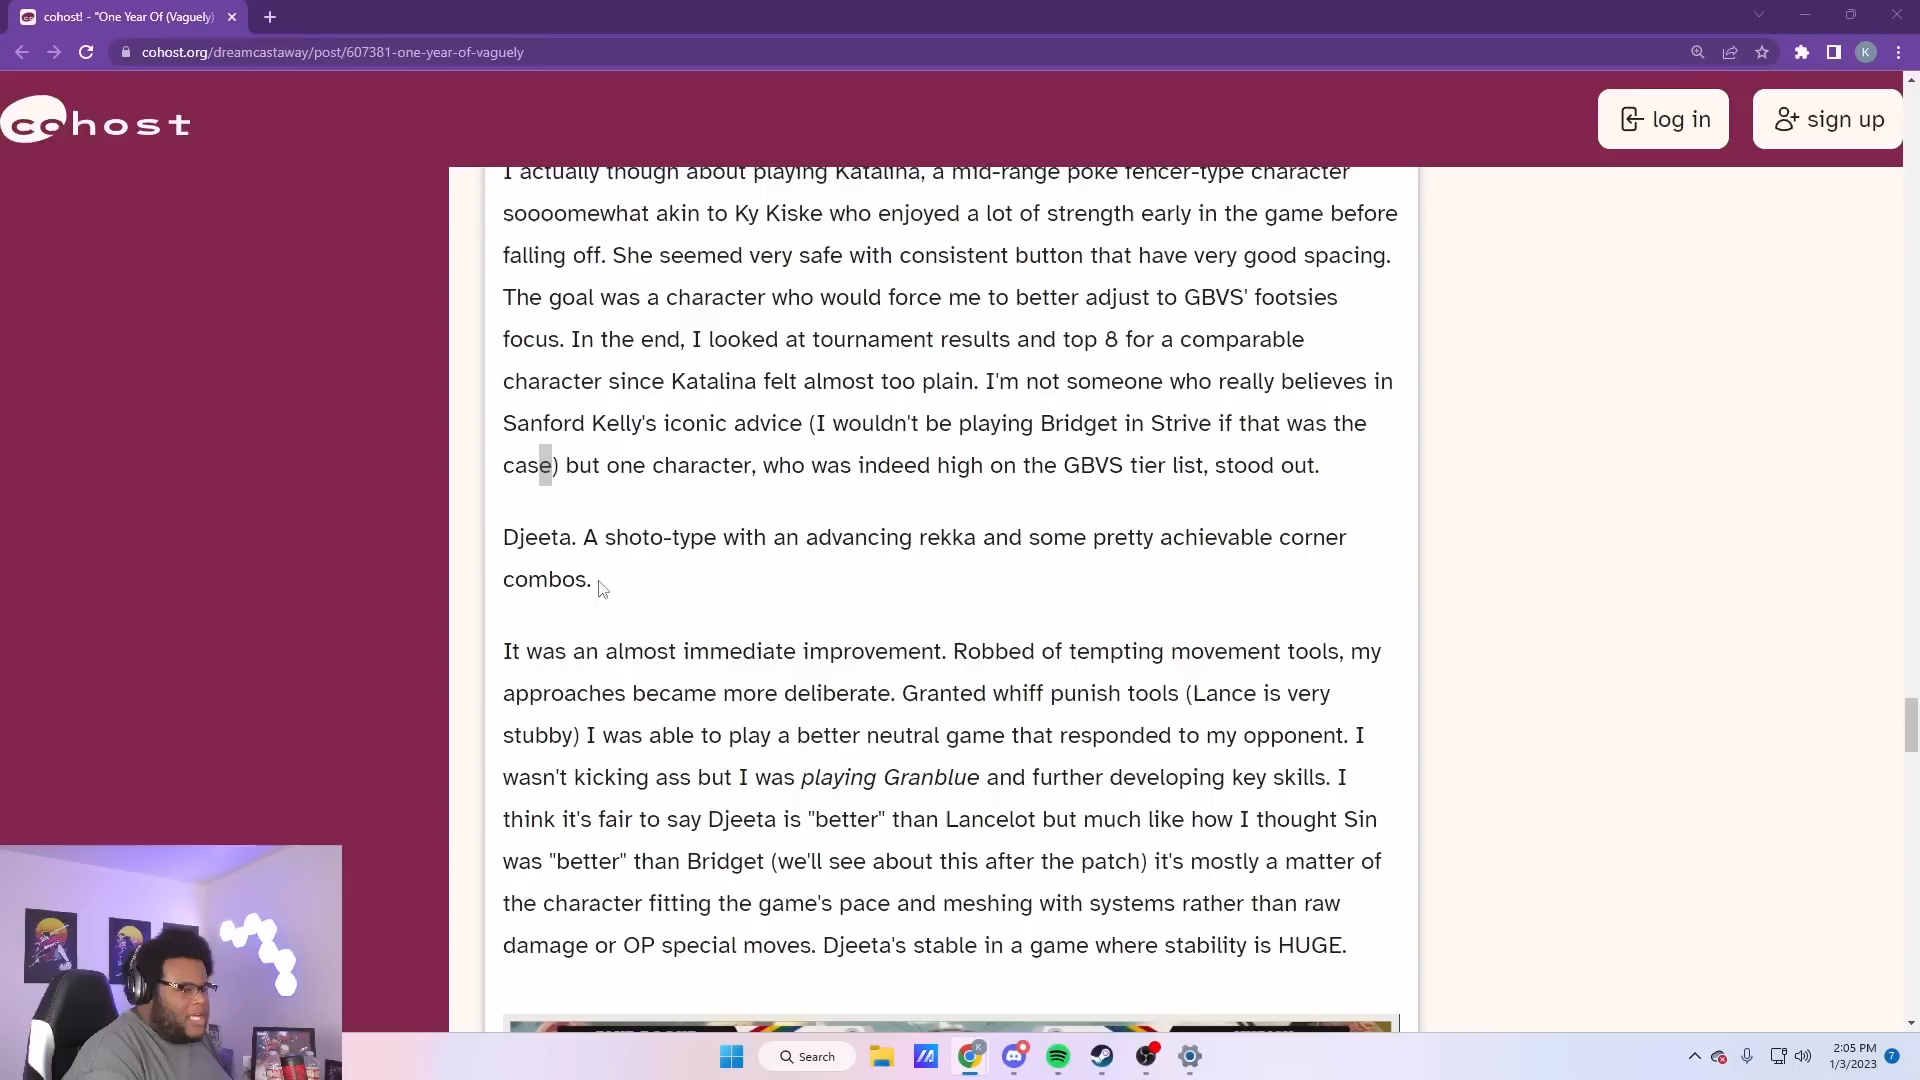 cohost! - "One Year Of (Vaguely)
cohost.org/dreamcastaway/post/607381-one-year-of-vaguely
K
cohost
log in
sign up
I actually though about playing Katalina, a mid-range poke fencer-type character
soooomewhat akin to Ky Kiske who enjoyed a lot of strength early in the game before
falling off. She seemed very safe with consistent button that have very good spacing.
The goal was a character who would force me to better adjust to GBVS' footsies
focus. In the end, I looked at tournament results and top 8 for a comparable
character since Katalina felt almost too plain. I'm not someone who really believes in
Sanford Kelly's iconic advice (I wouldn't be playing Bridget in Strive if that was the
case) but one character, who was indeed high on the GBVS tier list, stood out.
Djeeta. A shoto-type with an advancing rekka and some pretty achievable corner
combos.
It was an almost immediate improvement. Robbed of tempting movement tools, my
approaches became more deliberate. Granted whiff punish tools (Lance is very
stubby) I was able to play a better neutral game that responded to my opponent. I
wasn't kicking ass but I was playing Granblue and further developing key skills. I
think it's fair to say Djeeta is "better" than Lancelot but much like how I thought Sin
was "better" than Bridget (we'll see about this after the patch) it's mostly a matter of
the character fitting the game's pace and meshing with systems rather than raw
damage or OP special moves. Djeeta's stable in a game where stability is HUGE.
Search
K
2:05 PM
1/3/2023
7